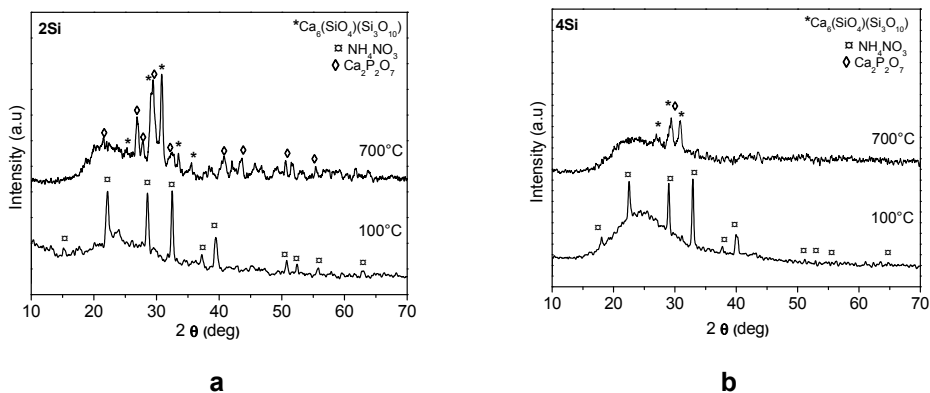 2Si
*Ca₆(SiO₄)(Si₃O₁₀)
¤ NH₄NO₃
◊ Ca₂P₂O₇
Intensity (a.u)
700°C
100°C
10 20 30 40 50 60 70
2 θ (deg)
a
4Si
*Ca₆(SiO₄)(Si₃O₁₀)
¤ NH₄NO₃
◊ Ca₂P₂O₇
Intensity (a.u)
700°C
100°C
10 20 30 40 50 60 70
2 θ (deg)
b